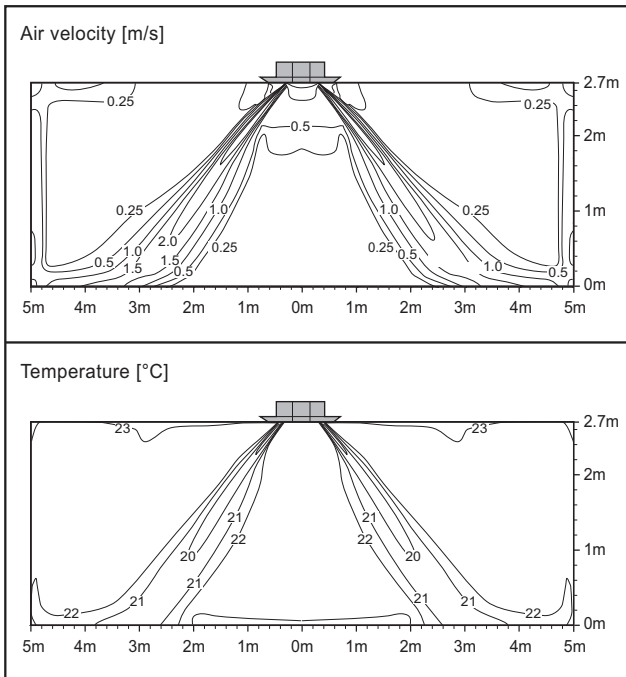 Air velocity [m/s]
2.7m
0.25 0.25
2m
0.5
0.25 1.0 1.0 0.25 1m
2.0
1.0 0.25 0.25
0.5 1.5 0.5 1.0
1.5 0.5 0.5
0m
5m 4m 3m 2m 1m 0m 1m 2m 3m 4m 5m
Temperature [°C]
2.7m
23 23
2m
21 21
22 22
20 20 1m
21 21
22 21 21 22
0m
5m 4m 3m 2m 1m 0m 1m 2m 3m 4m 5m